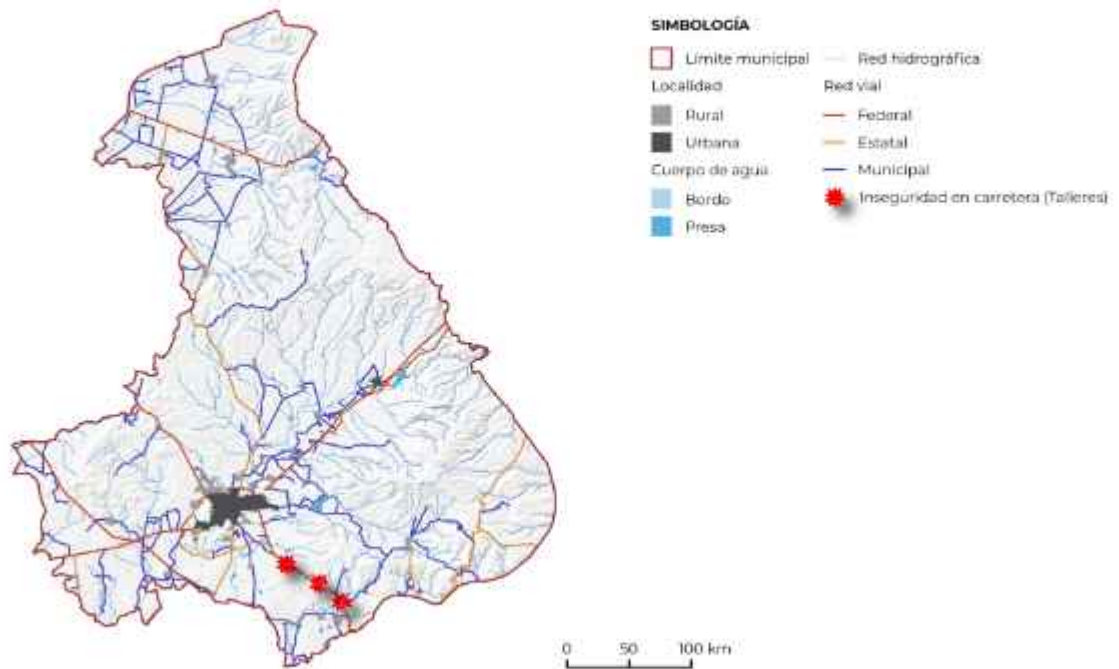 SIMBOLOGÍA
Límite municipal
Localidad
Rural
Urbana
Cuerpo de agua
Bordo
Presa
Red hidrográfica
Red vial
Federal
Estatal
Municipal
Inseguridad en carretera (Talleres)
0 50 100 km